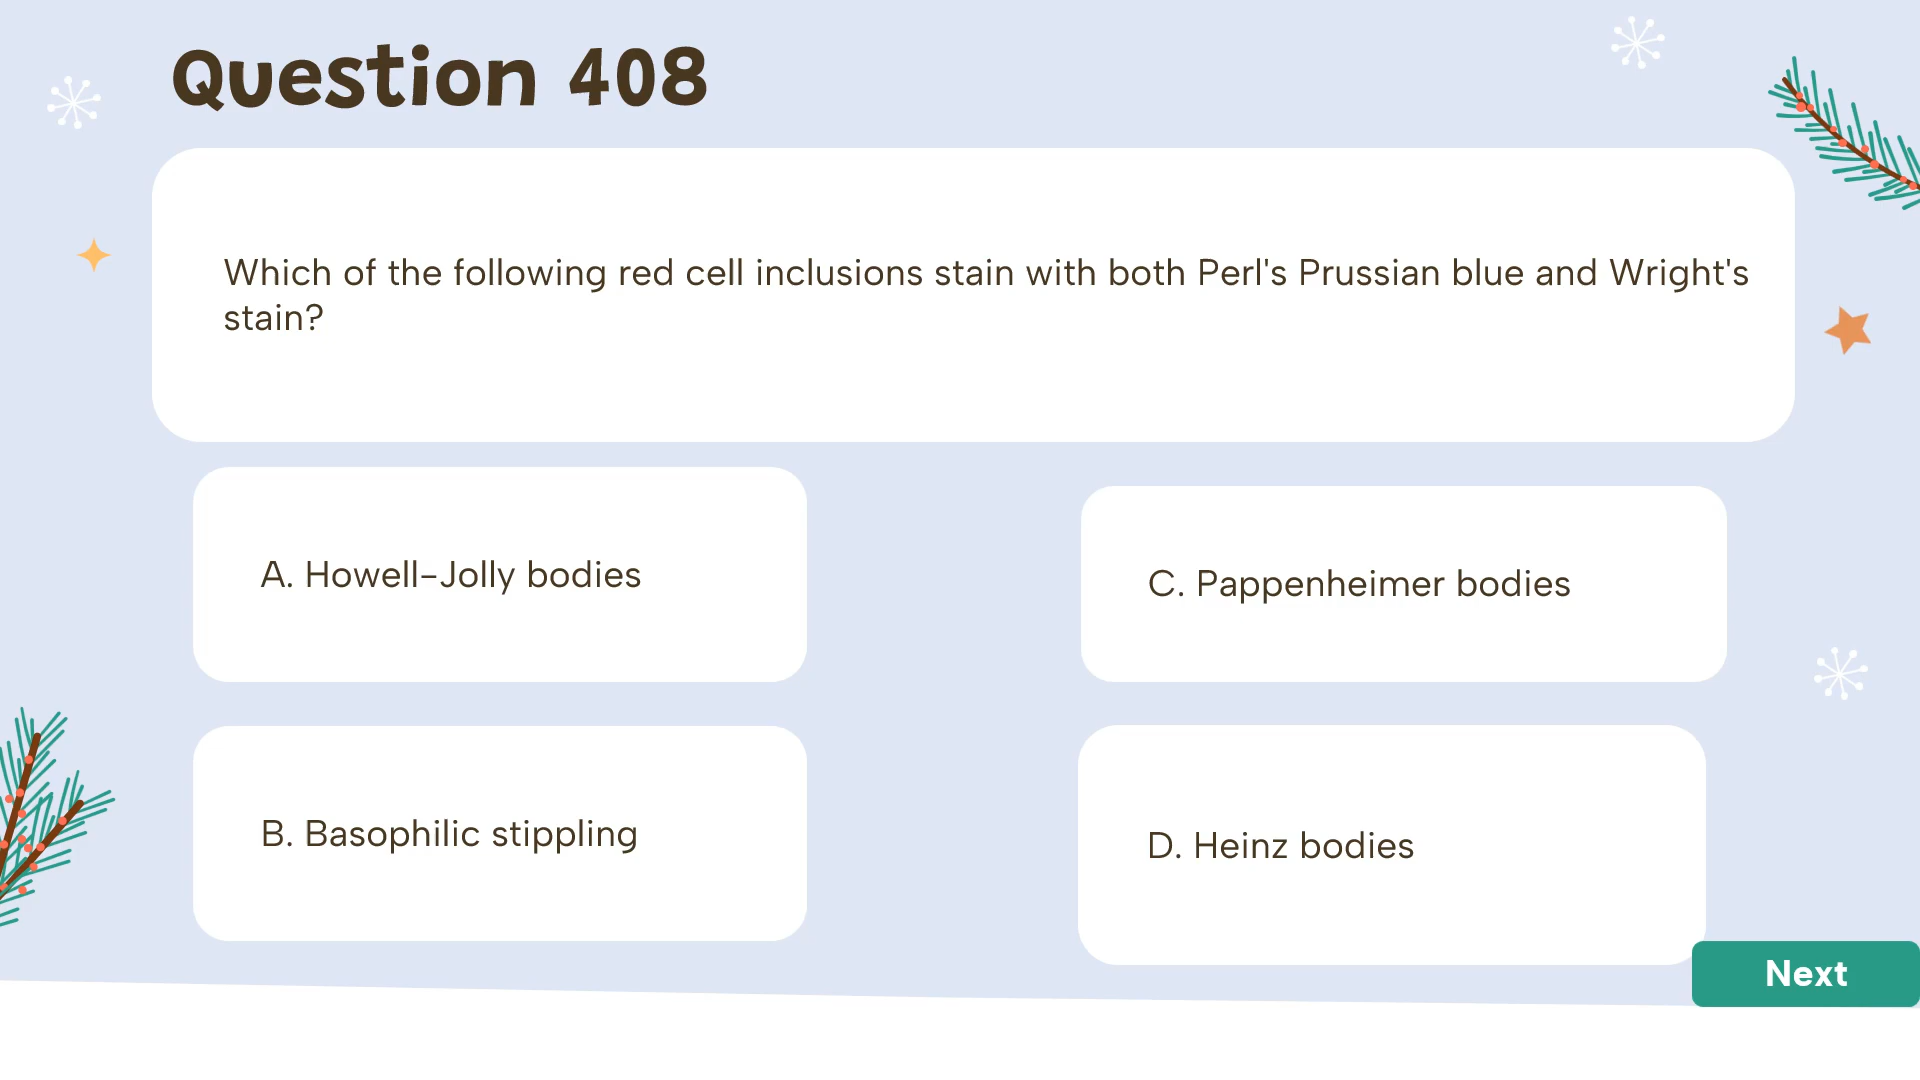 Question 408
Which of the following red cell inclusions stain with both Perl's Prussian blue and Wright's
stain?
A. Howell-Jolly bodies
C. Pappenheimer bodies
B. Basophilic stippling
D. Heinz bodies
Next